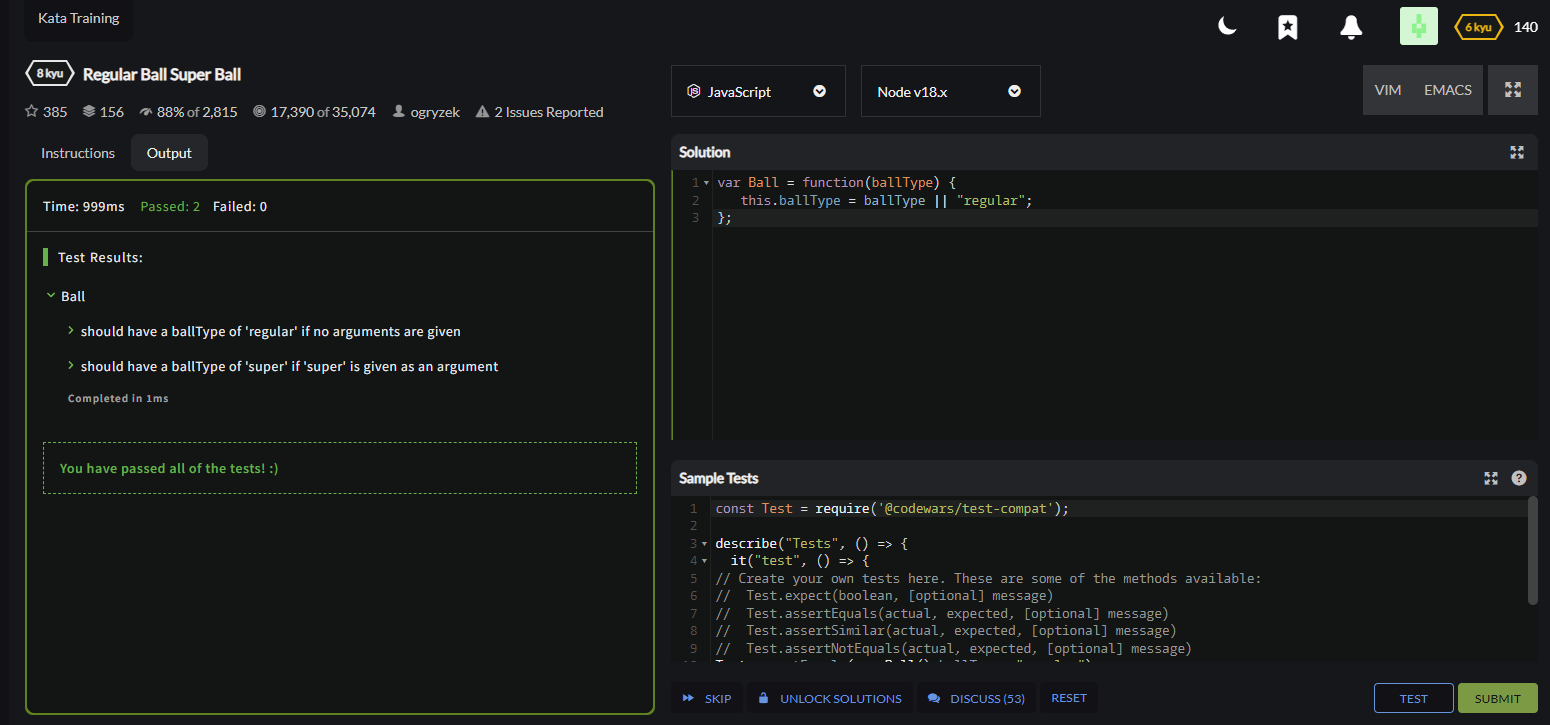 Kata Training
6 kyu 140
8 kyu Regular Ball Super Ball
385 156 88% of 2,815 17,390 of 35,074 ogryzek 2 Issues Reported
Instructions Output
Time: 999ms Passed: 2 Failed: 0
Test Results:
Ball
should have a ballType of 'regular' if no arguments are given
should have a ballType of 'super' if 'super' is given as an argument
Completed in 1ms
You have passed all of the tests! :)
JavaScript Node v18.x VIM EMACS
Solution
1 var Ball = function(ballType) {
2 this.ballType = ballType || "regular";
3 };
Sample Tests
1 const Test = require('@codewars/test-compat');
2
3 describe("Tests", () => {
4 it("test", () => {
5 // Create your own tests here. These are some of the methods available:
6 // Test.expect(boolean, [optional] message)
7 // Test.assertEquals(actual, expected, [optional] message)
8 // Test.assertSimilar(actual, expected, [optional] message)
9 // Test.assertNotEquals(actual, expected, [optional] message)
SKIP UNLOCK SOLUTIONS DISCUSS (53) RESET TEST SUBMIT